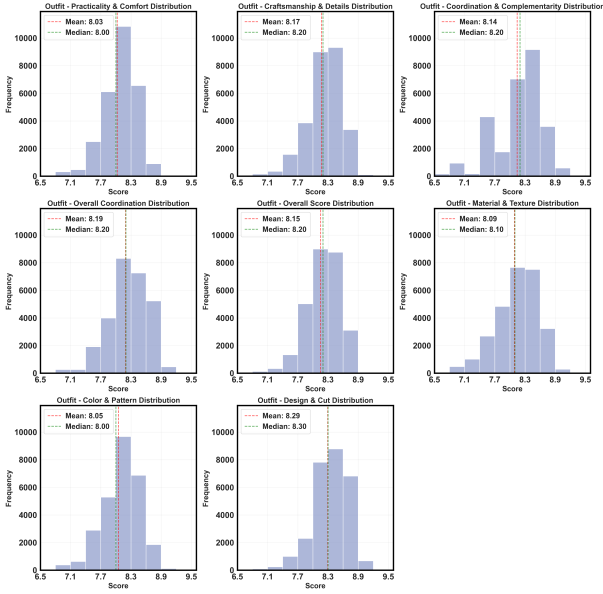 Outfit - Practicality & Comfort Distribution
Mean: 8.03
Median: 8.00
10000
8000
6000
4000
2000
0
Frequency
6.5 7.1 7.7 8.3 8.9 9.5
Score
Outfit - Craftsmanship & Details Distribution
Mean: 8.17
Median: 8.20
10000
8000
6000
4000
2000
0
Frequency
6.5 7.1 7.7 8.3 8.9 9.5
Score
Outfit - Coordination & Complementarity Distribution
Mean: 8.14
Median: 8.20
10000
8000
6000
4000
2000
0
Frequency
6.5 7.1 7.7 8.3 8.9 9.5
Score
Outfit - Overall Coordination Distribution
Mean: 8.19
Median: 8.20
10000
8000
6000
4000
2000
0
Frequency
6.5 7.1 7.7 8.3 8.9 9.5
Score
Outfit - Overall Score Distribution
Mean: 8.15
Median: 8.20
10000
8000
6000
4000
2000
0
Frequency
6.5 7.1 7.7 8.3 8.9 9.5
Score
Outfit - Material & Texture Distribution
Mean: 8.09
Median: 8.10
10000
8000
6000
4000
2000
0
Frequency
6.5 7.1 7.7 8.3 8.9 9.5
Score
Outfit - Color & Pattern Distribution
Mean: 8.05
Median: 8.00
10000
8000
6000
4000
2000
0
Frequency
6.5 7.1 7.7 8.3 8.9 9.5
Score
Outfit - Design & Cut Distribution
Mean: 8.29
Median: 8.30
10000
8000
6000
4000
2000
0
Frequency
6.5 7.1 7.7 8.3 8.9 9.5
Score